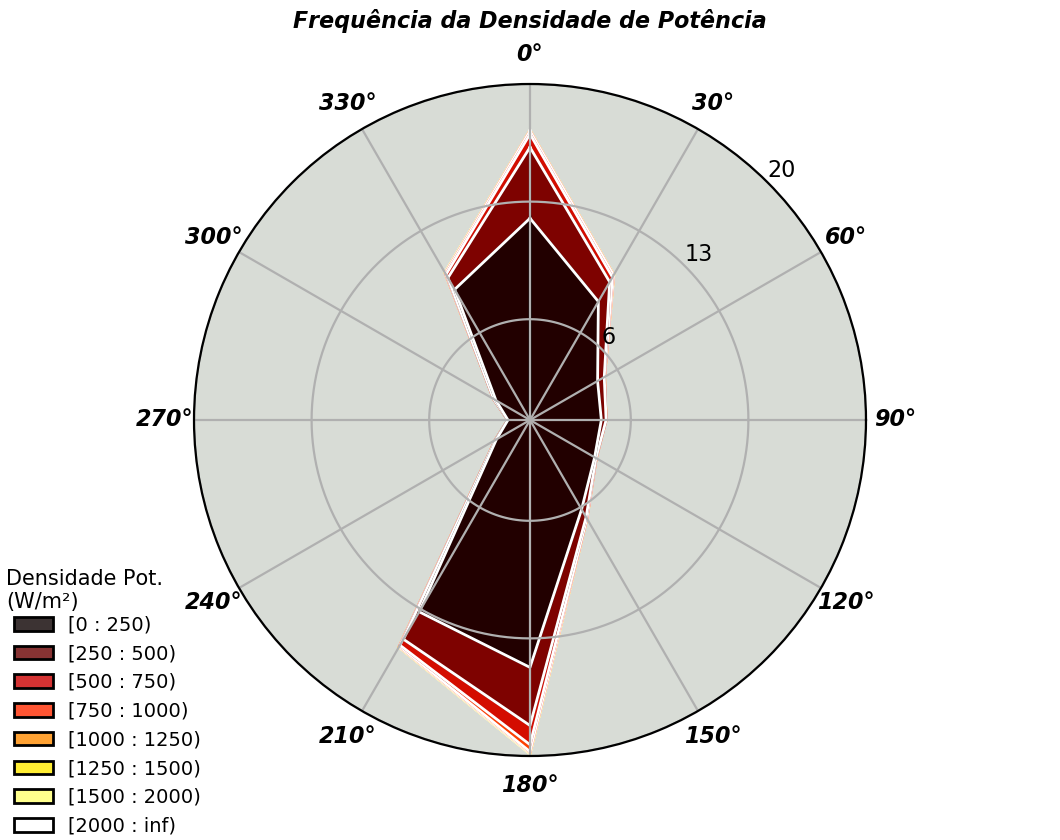 Frequência da Densidade de Potência
0°
330°
30°
20
300°
60°
13
6
270°
90°
240°
120°
210°
150°
180°
Densidade Pot.
(W/m²)
[0 : 250)
[250 : 500)
[500 : 750)
[750 : 1000)
[1000 : 1250)
[1250 : 1500)
[1500 : 2000)
[2000 : inf)